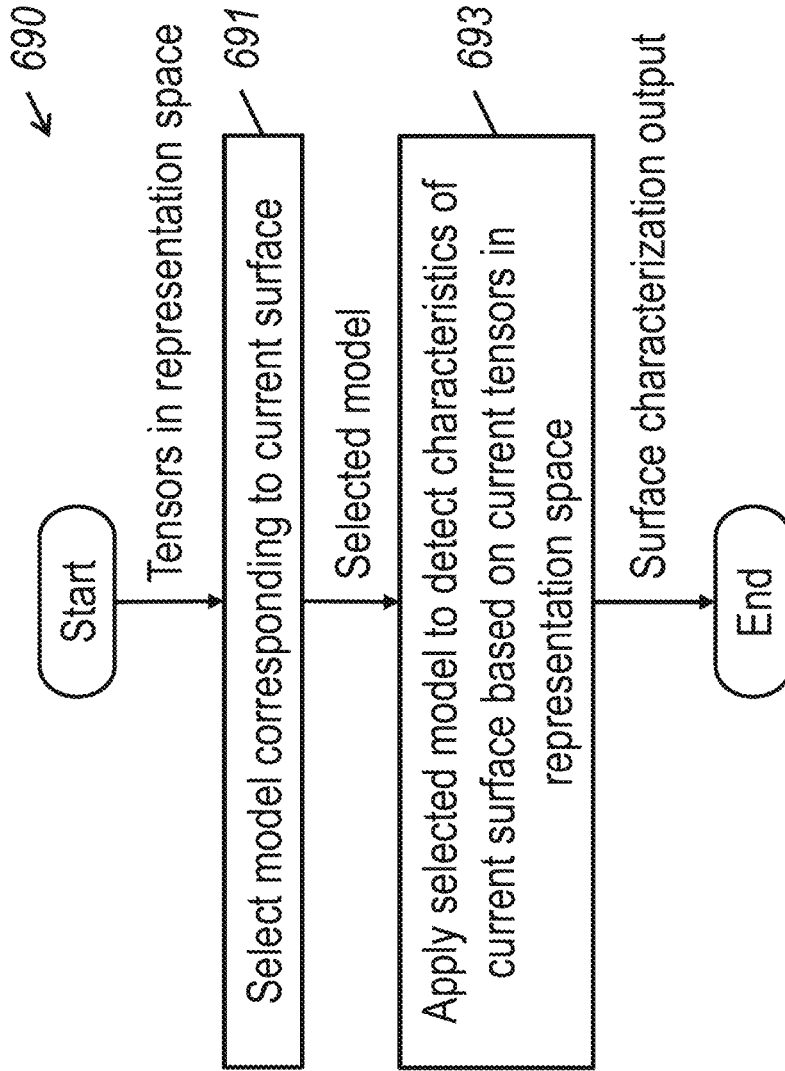 690
Start
Tensors in representation space
691
Select model corresponding to current surface
Selected model
693
Apply selected model to detect characteristics of
current surface based on current tensors in
representation space
Surface characterization output
End